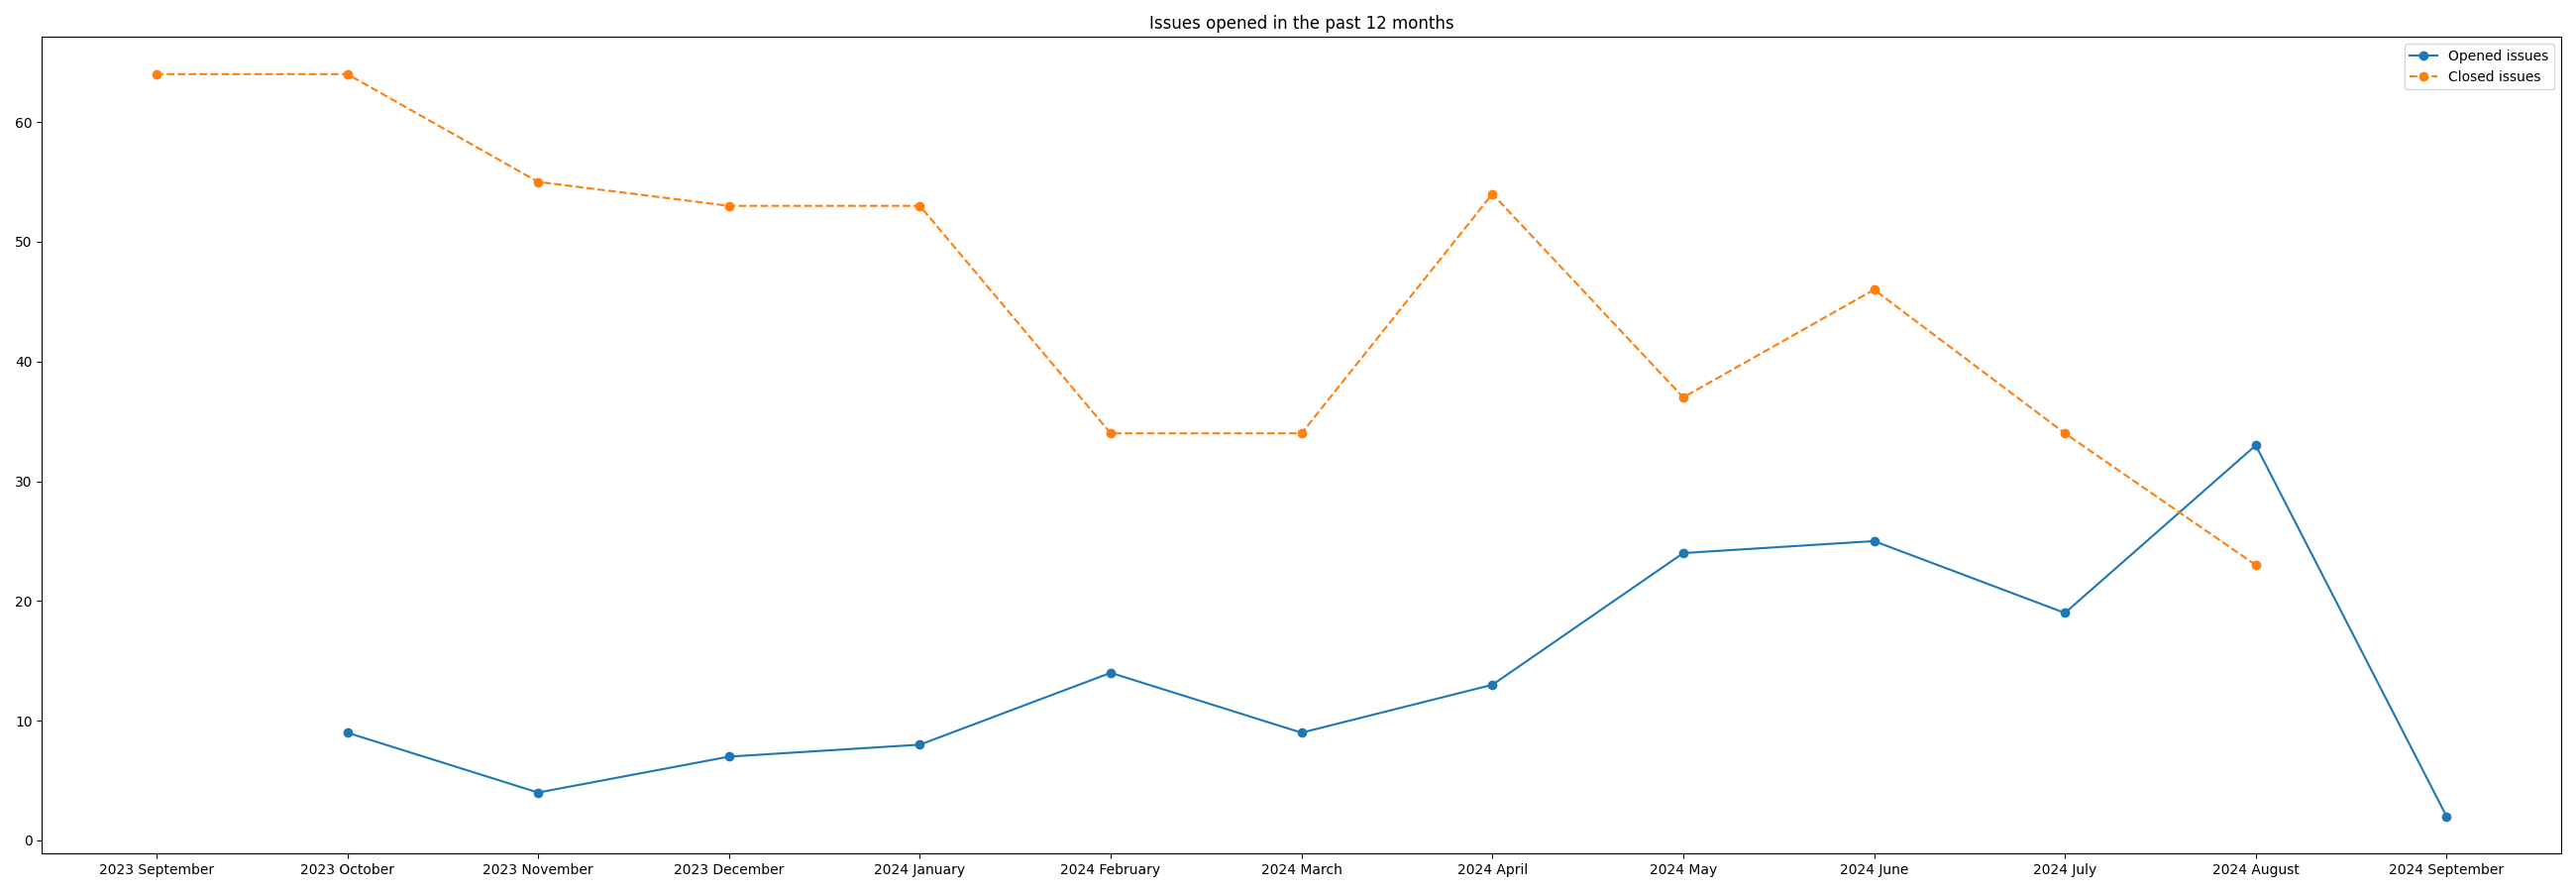 Issues opened in the past 12 months
Opened issues
Closed issues
60
50
40
30
20
10
0
2023 September 2023 October 2023 November 2023 December 2024 January 2024 February 2024 March 2024 April 2024 May 2024 June 2024 July 2024 August 2024 September